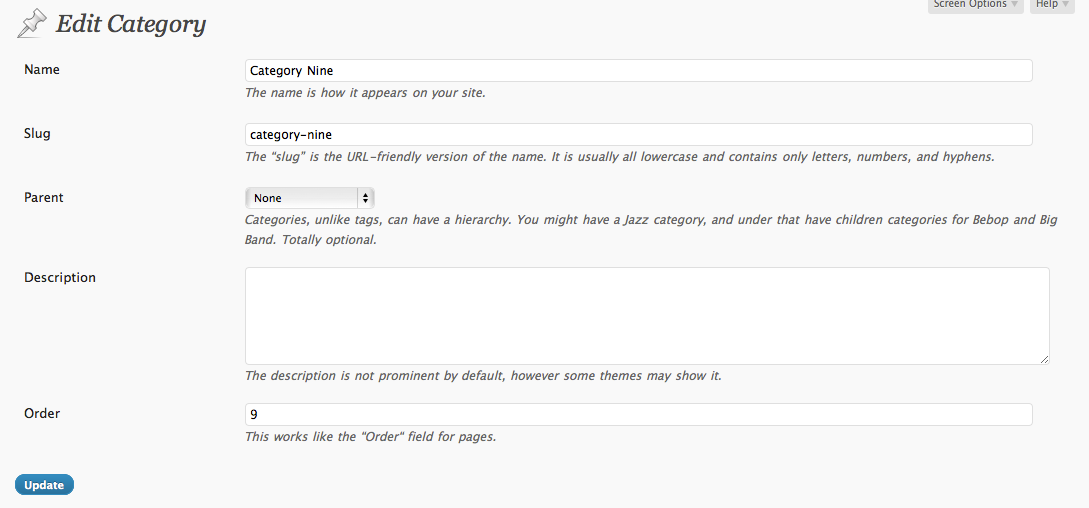 Screen Options Help
Edit Category
Name
Category Nine
The name is how it appears on your site.
Slug
category-nine
The “slug” is the URL-friendly version of the name. It is usually all lowercase and contains only letters, numbers, and hyphens.
Parent
None
Categories, unlike tags, can have a hierarchy. You might have a Jazz category, and under that have children categories for Bebop and Big
Band. Totally optional.
Description
The description is not prominent by default, however some themes may show it.
Order
9
This works like the "Order" field for pages.
Update